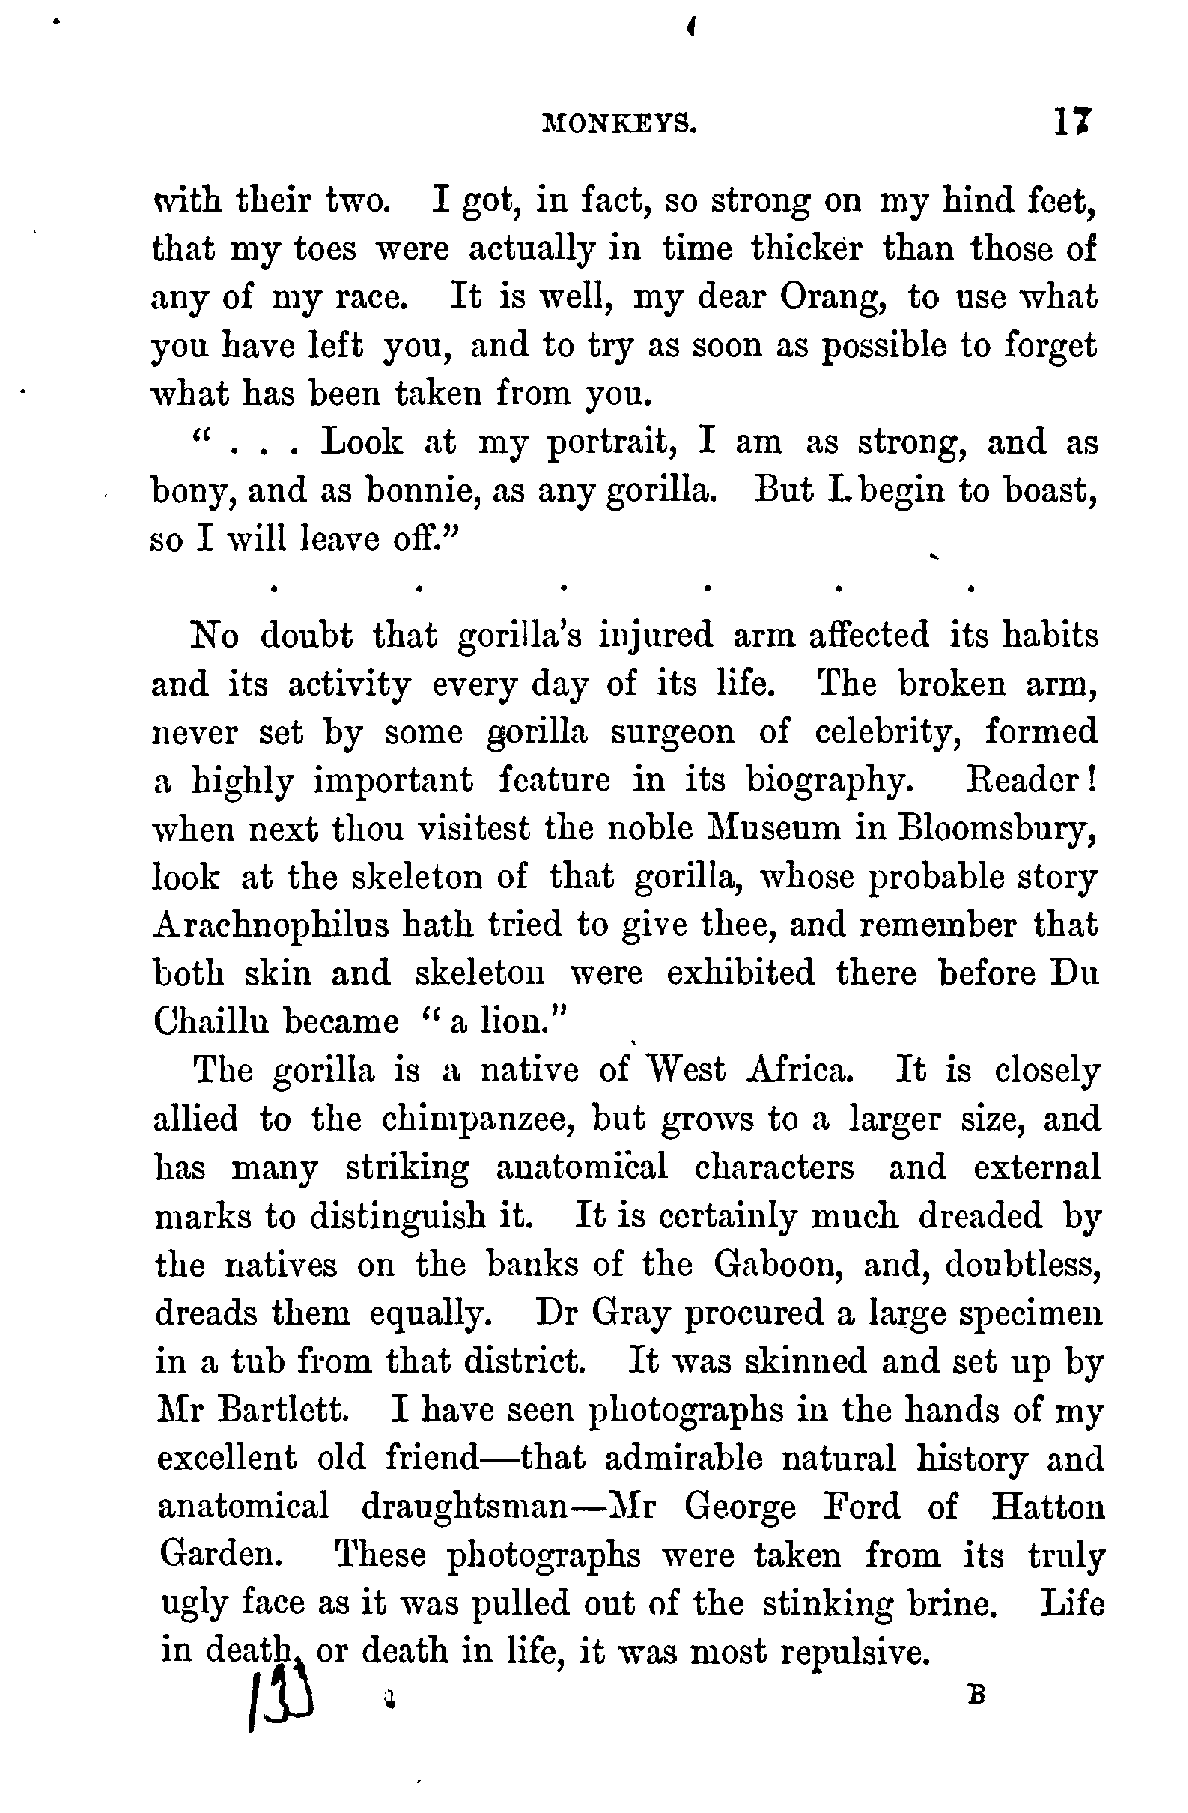 MONKEYS. 17
with their two. I got, in fact, so strong on my hind feet,
that my toes were actually in time thicker than those of
any of my race. It is well, my dear Orang, to use what
you have left you, and to try as soon as possible to forget
what has been taken from you.
“ . . . Look at my portrait, I am as strong, and as
bony, and as bonnie, as any gorilla. But I begin to boast,
so I will leave off.”
. . . . . .
No doubt that gorilla’s injured arm affected its habits
and its activity every day of its life. The broken arm,
never set by some gorilla surgeon of celebrity, formed
a highly important feature in its biography. Reader!
when next thou visitest the noble Museum in Bloomsbury,
look at the skeleton of that gorilla, whose probable story
Arachnophilus hath tried to give thee, and remember that
both skin and skeleton were exhibited there before Du
Chaillu became “ a lion.”
The gorilla is a native of West Africa. It is closely
allied to the chimpanzee, but grows to a larger size, and
has many striking anatomical characters and external
marks to distinguish it. It is certainly much dreaded by
the natives on the banks of the Gaboon, and, doubtless,
dreads them equally. Dr Gray procured a large specimen
in a tub from that district. It was skinned and set up by
Mr Bartlett. I have seen photographs in the hands of my
excellent old friend—that admirable natural history and
anatomical draughtsman—Mr George Ford of Hatton
Garden. These photographs were taken from its truly
ugly face as it was pulled out of the stinking brine. Life
in death, or death in life, it was most repulsive.
B